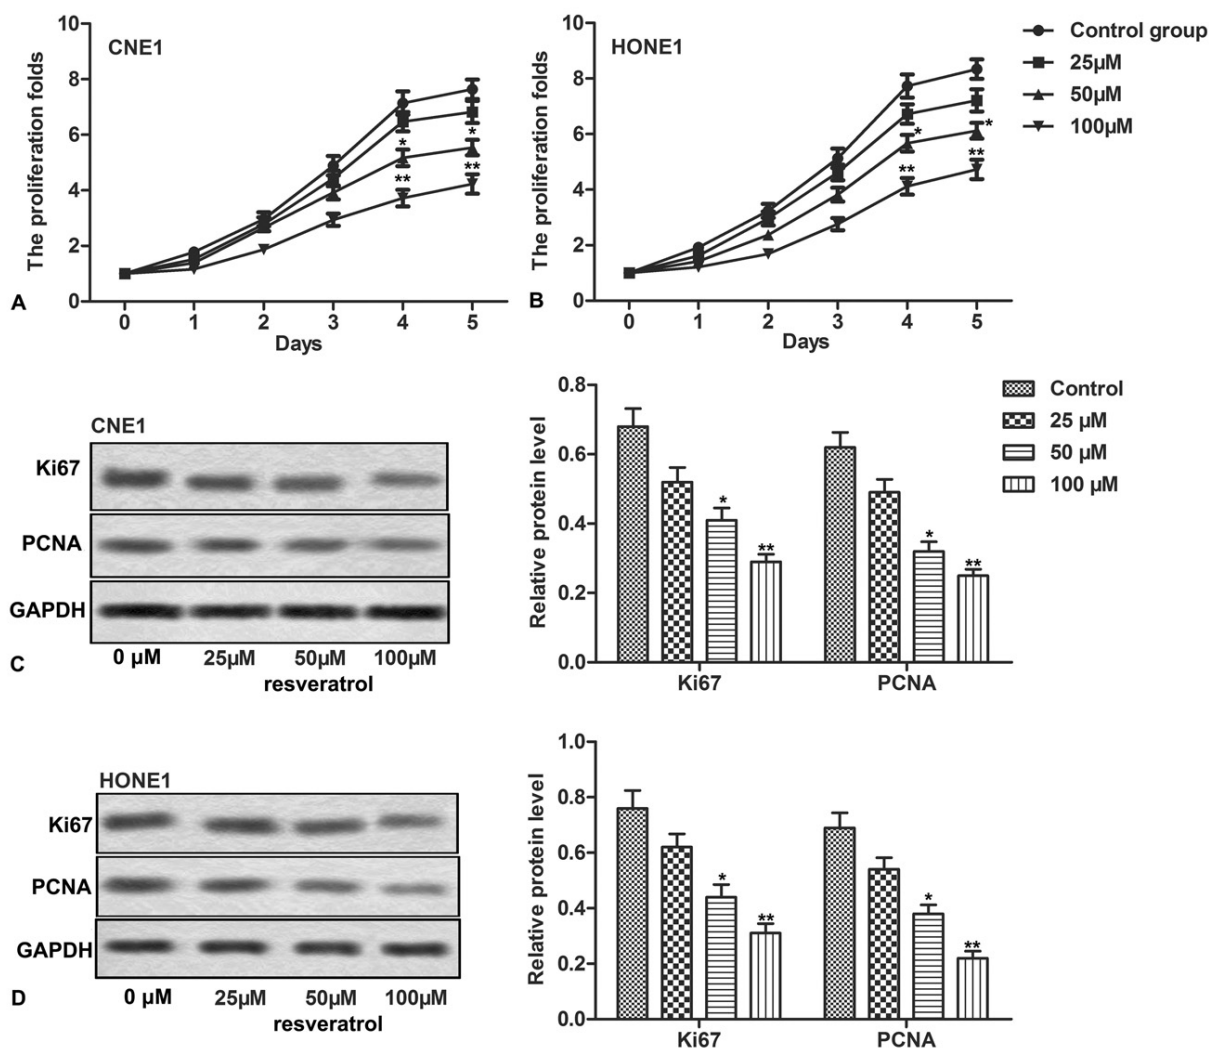 CNE1
The proliferation folds
10
8
6
4
2
0
0 1 2 3 4 5
Days
* *
** **
A
HONE1
The proliferation folds
10
8
6
4
2
0
0 1 2 3 4 5
Days
* *
** **
B
Control group
25µM
50µM
100µM
CNE1
Ki67
PCNA
GAPDH
0 µM 25µM 50µM 100µM
resveratrol
C
Relative protein level
0.8
0.6
0.4
0.2
0.0
* **
* **
Ki67 PCNA
Control
25 µM
50 µM
100 µM
HONE1
Ki67
PCNA
GAPDH
0 µM 25µM 50µM 100µM
resveratrol
D
Relative protein level
1.0
0.8
0.6
0.4
0.2
0.0
* **
* **
Ki67 PCNA